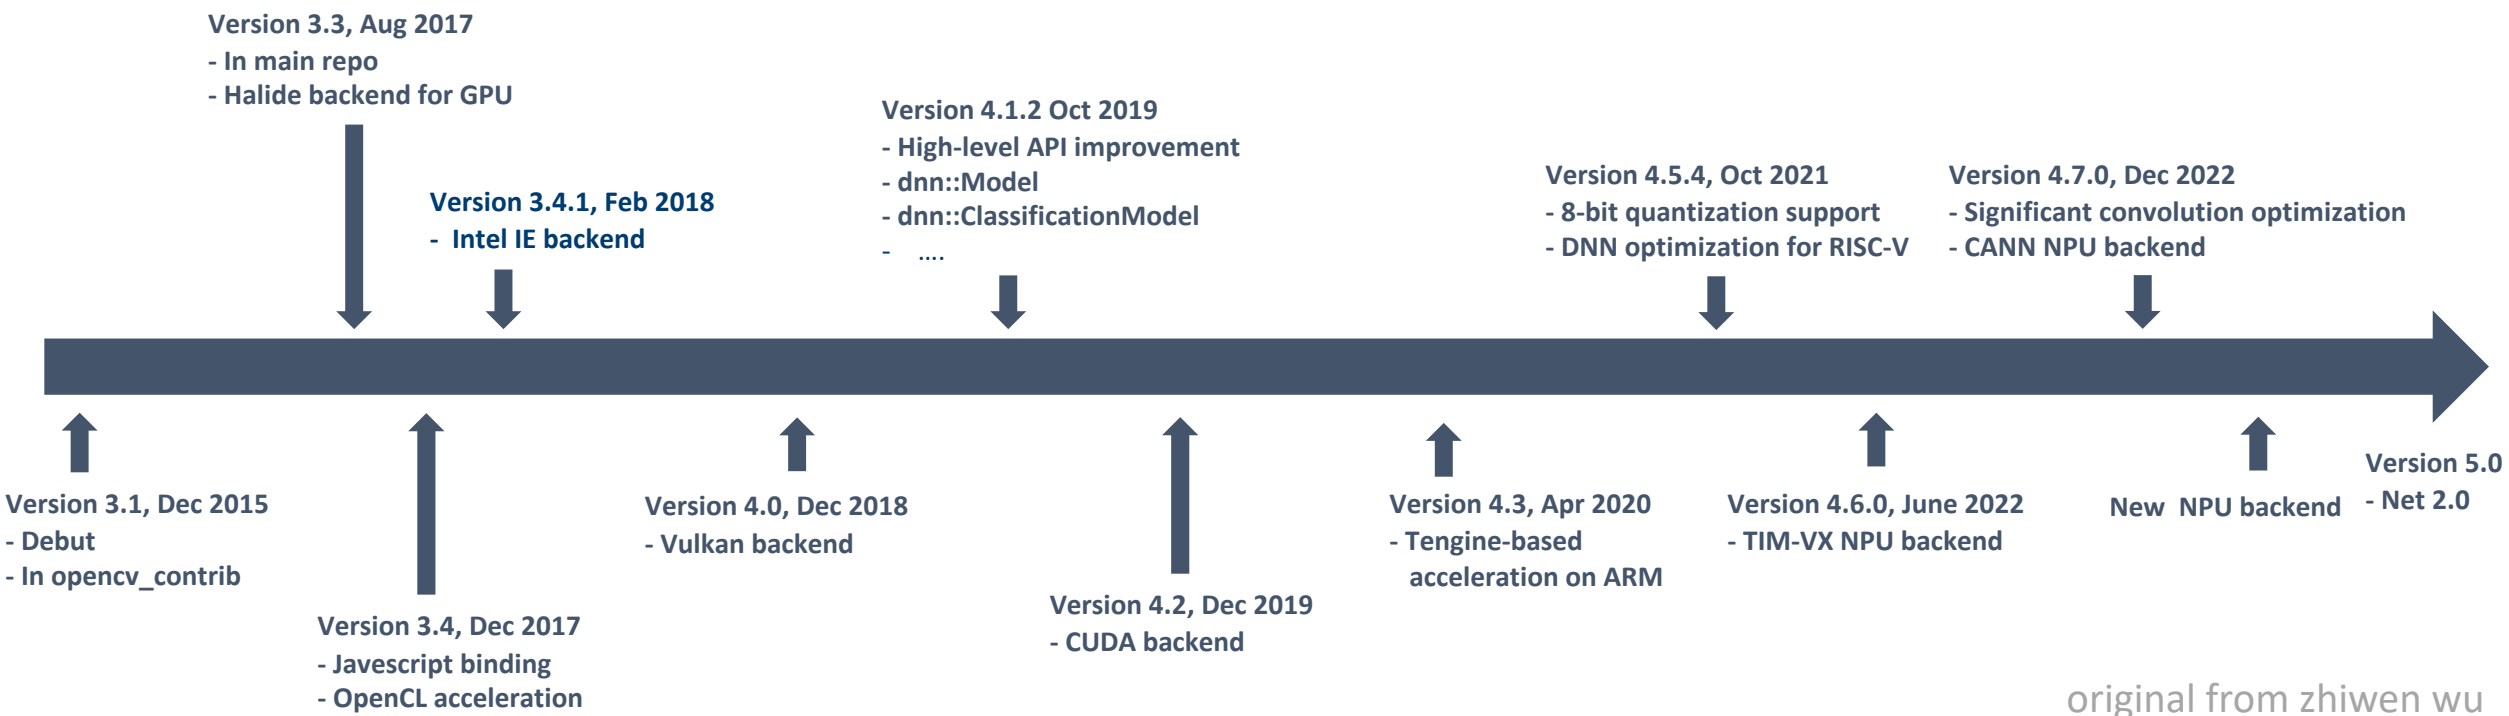 Version 3.3, Aug 2017
- In main repo
- Halide backend for GPU
Version 3.4.1, Feb 2018
- Intel IE backend
Version 4.1.2 Oct 2019
- High-level API improvement
- dnn::Model
- dnn::ClassificationModel
- ....
Version 4.5.4, Oct 2021
- 8-bit quantization support
- DNN optimization for RISC-V
Version 4.7.0, Dec 2022
- Significant convolution optimization
- CANN NPU backend
Version 3.1, Dec 2015
- Debut
- In opencv_contrib
Version 3.4, Dec 2017
- Javescript binding
- OpenCL acceleration
Version 4.0, Dec 2018
- Vulkan backend
Version 4.2, Dec 2019
- CUDA backend
Version 4.3, Apr 2020
- Tengine-based
acceleration on ARM
Version 4.6.0, June 2022
- TIM-VX NPU backend
New NPU backend
Version 5.0
- Net 2.0
original from zhiwen wu